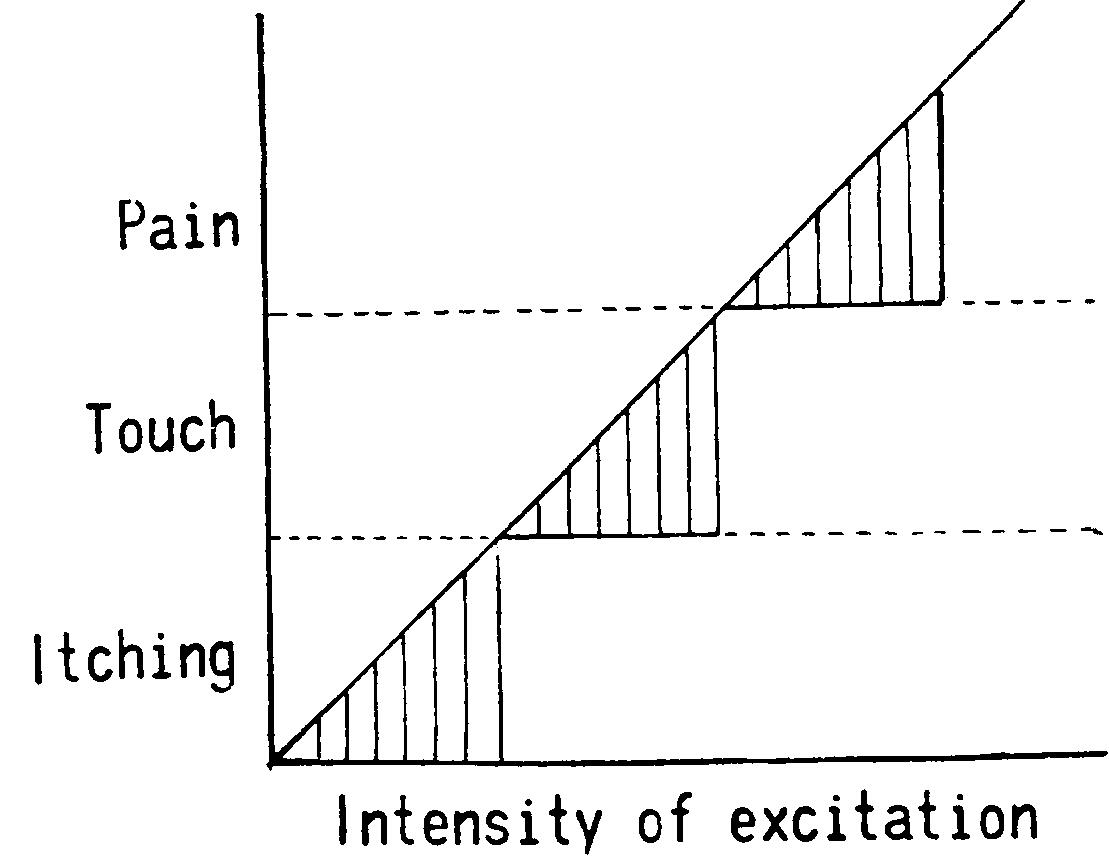 Pain
Touch
Itching
Intensity of excitation